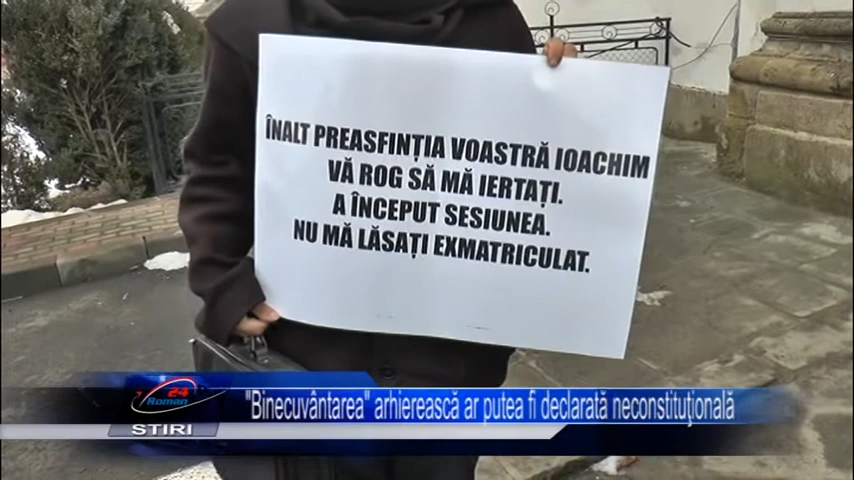 ÎNALT PREASFINȚIA VOASTRĂ IOACHIM
VĂ ROG SĂ MĂ IERTAȚI.
A ÎNCEPUT SESIUNEA.
NU MĂ LĂSAȚI EXMATRICULAT.
24
Roman
"Binecuvântarea" arhierească ar putea fi declarată neconstituţională
STIRI